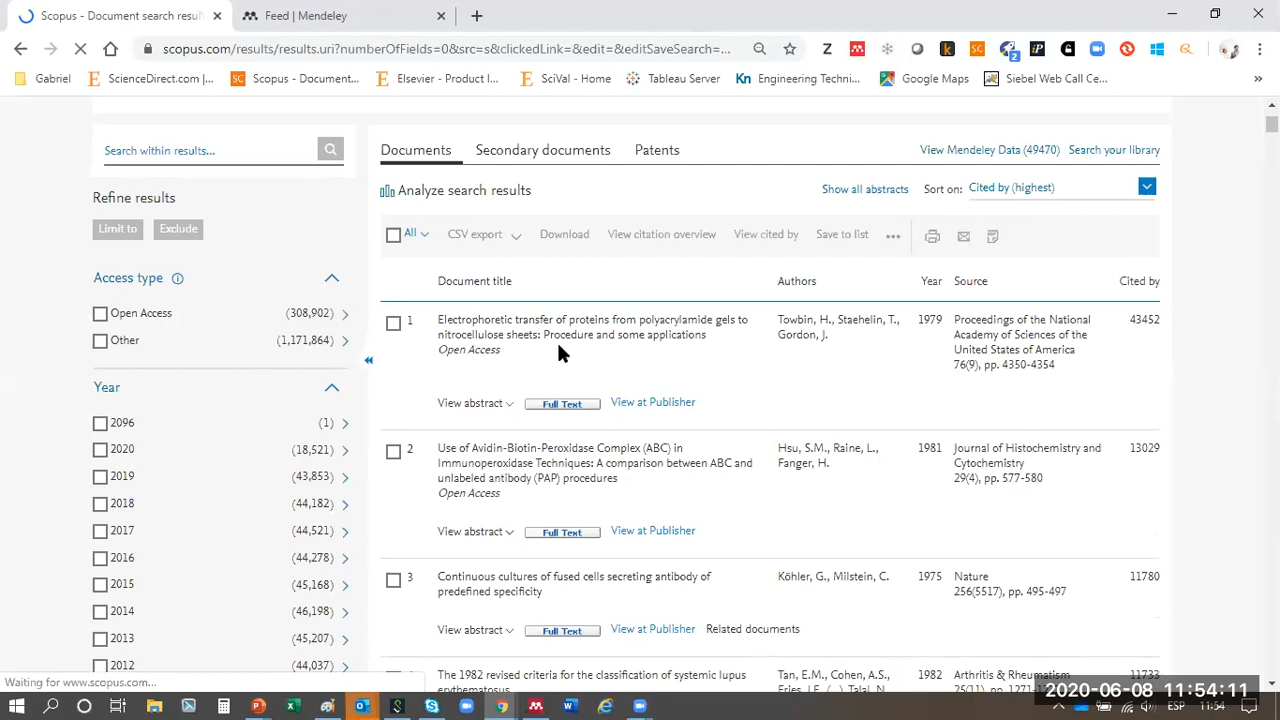 Scopus - Document search resu
Feed | Mendeley
scopus.com/results/results.uri?numberOfFields=0&src=s&clickedLink=&edit=&editSaveSearch=...
Gabriel
ScienceDirect.com |...
Scopus - Documen...
Elsevier - Product I...
SciVal - Home
Tableau Server
Engineering Techni...
Google Maps
Siebel Web Call Ce...
Search within results...
Refine results
Limit to
Exclude
Access type
Open Access (308,902)
Other (1,171,864)
Year
2096 (1)
2020 (18,521)
2019 (43,853)
2018 (44,182)
2017 (44,521)
2016 (44,278)
2015 (45,168)
2014 (46,198)
2013 (45,207)
2012 (44,037)
Documents Secondary documents Patents
View Mendeley Data (49470) Search your library
Analyze search results
Show all abstracts Sort on: Cited by (highest)
All CSV export Download View citation overview View cited by Save to list ...
Document title Authors Year Source Cited by
1 Electrophoretic transfer of proteins from polyacrylamide gels to Towbin, H., Staehelin, T., 1979 Proceedings of the National 43452
nitrocellulose sheets: Procedure and some applications Gordon, J. Academy of Sciences of the
Open Access United States of America
76(9), pp. 4350-4354
View abstract Full Text View at Publisher
2 Use of Avidin-Biotin-Peroxidase Complex (ABC) in Hsu, S.M., Raine, L., 1981 Journal of Histochemistry and 13029
Immunoperoxidase Techniques: A comparison between ABC and Fanger, H. Cytochemistry
unlabeled antibody (PAP) procedures 29(4), pp. 577-580
Open Access
View abstract Full Text View at Publisher
3 Continuous cultures of fused cells secreting antibody of Köhler, G., Milstein, C. 1975 Nature 11780
predefined specificity 256(5517), pp. 495-497
View abstract Full Text View at Publisher Related documents
The 1982 revised criteria for the classification of systemic lupus Tan, E.M., Cohen, A.S., 1982 Arthritis & Rheumatism 11733
erythematosus
Waiting for www.scopus.com...
2020-06-08 11:54:11
ESP 11:54